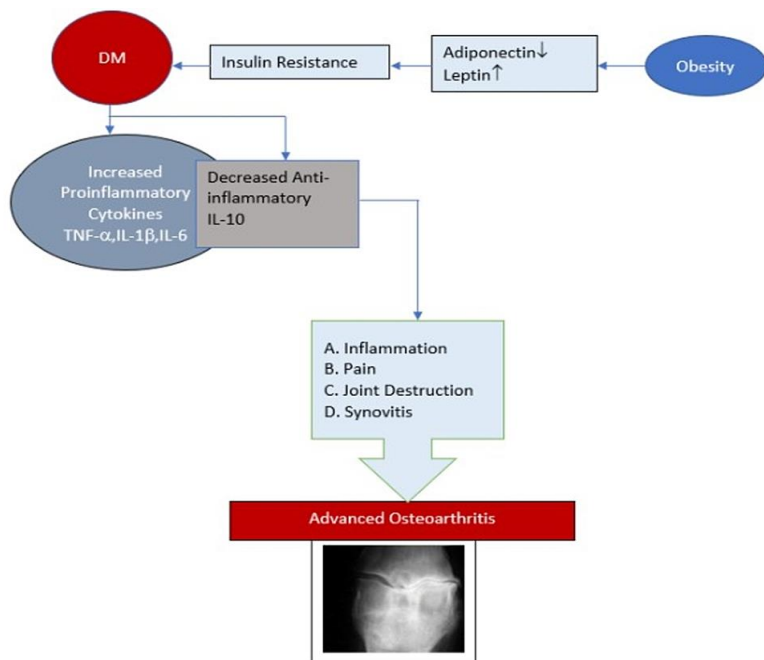 DM
Insulin Resistance
Adiponectin↓
Leptin↑
Obesity
Increased
Proinflammatory
Cytokines
TNF-α,IL-1β,IL-6
Decreased Anti-
inflammatory
IL-10
A. Inflammation
B. Pain
C. Joint Destruction
D. Synovitis
Advanced Osteoarthritis